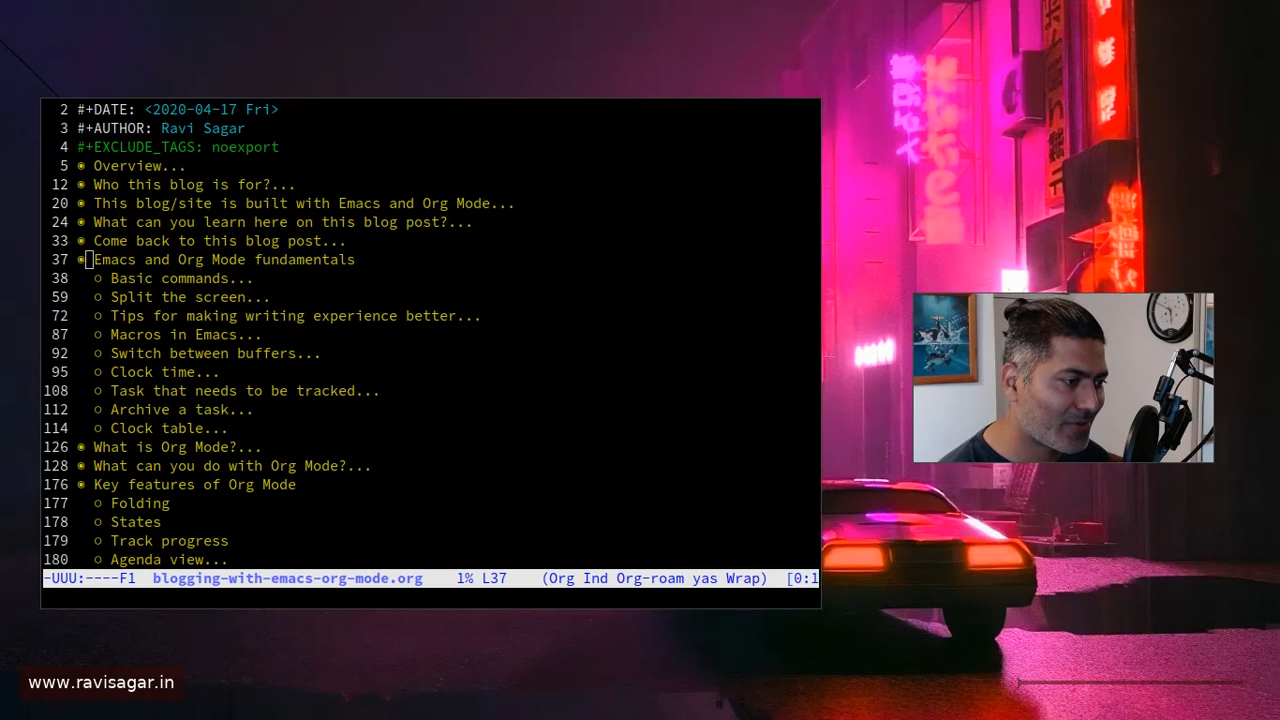 2 #+DATE: <2020-04-17 Fri>
3 #+AUTHOR: Ravi Sagar
4 #+EXCLUDE_TAGS: noexport
5 ◉ Overview...
12 ◉ Who this blog is for?...
20 ◉ This blog/site is built with Emacs and Org Mode...
24 ◉ What can you learn here on this blog post?...
33 ◉ Come back to this blog post...
37 ◉ Emacs and Org Mode fundamentals
38 ○ Basic commands...
59 ○ Split the screen...
72 ○ Tips for making writing experience better...
87 ○ Macros in Emacs...
92 ○ Switch between buffers...
95 ○ Clock time...
108 ○ Task that needs to be tracked...
112 ○ Archive a task...
114 ○ Clock table...
126 ◉ What is Org Mode?...
128 ◉ What can you do with Org Mode?...
176 ◉ Key features of Org Mode
177 ○ Folding
178 ○ States
179 ○ Track progress
180 ○ Agenda view...
-UUU:----F1 blogging-with-emacs-org-mode.org 1% L37 (Org Ind Org-roam yas Wrap) [0:1
www.ravisagar.in